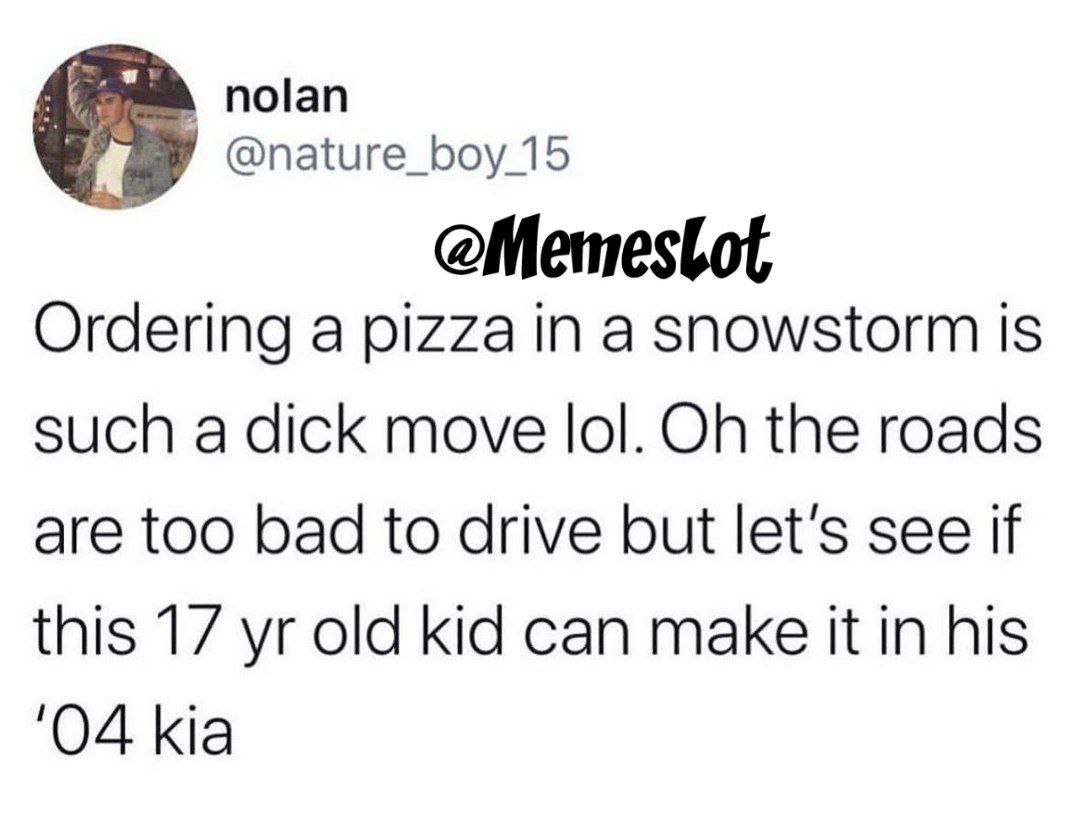 nolan
@nature_boy_15
@MemesLot
Ordering a pizza in a snowstorm is
such a dick move lol. Oh the roads
are too bad to drive but let’s see if
this 17 yr old kid can make it in his
‘04 kia